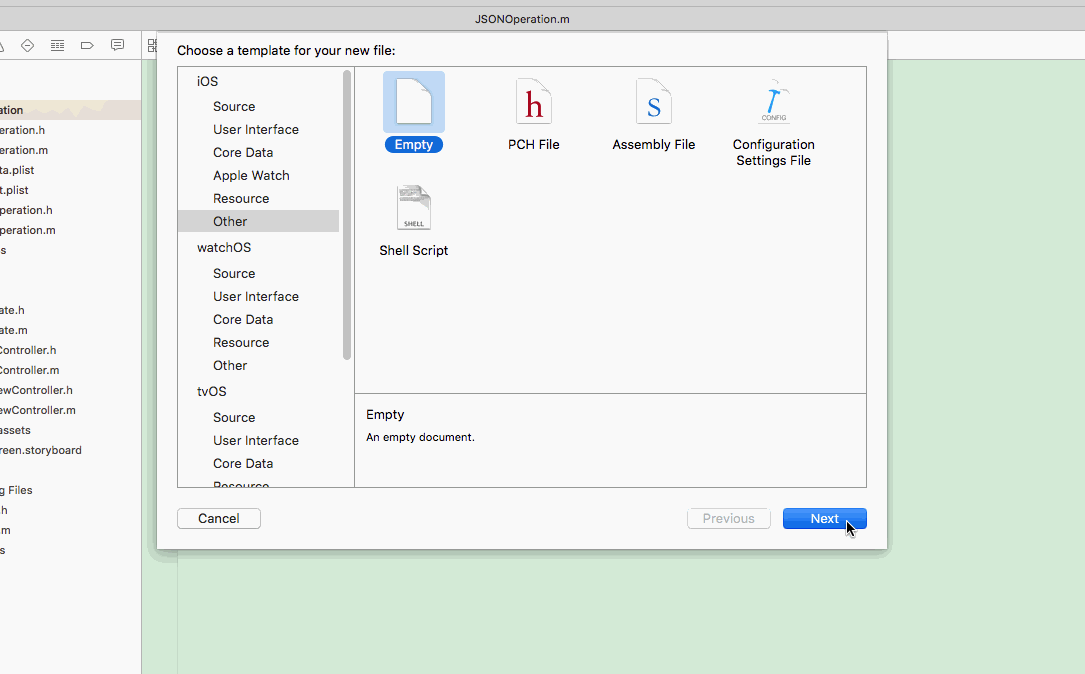 JSONOperation.m
Choose a template for your new file:
iOS
Source
User Interface
Core Data
Apple Watch
Resource
Other
watchOS
Source
User Interface
Core Data
Resource
Other
tvOS
Source
User Interface
Core Data
Resource
Empty
h
PCH File
S
Assembly File
CONFIG
Configuration
Settings File
SHELL
Shell Script
Empty
An empty document.
Cancel
Previous
Next
ation
eration.h
eration.m
ta.plist
t.plist
peration.h
peration.m
s
ate.h
ate.m
Controller.h
Controller.m
ewController.h
ewController.m
assets
reen.storyboard
g Files
.h
.m
s